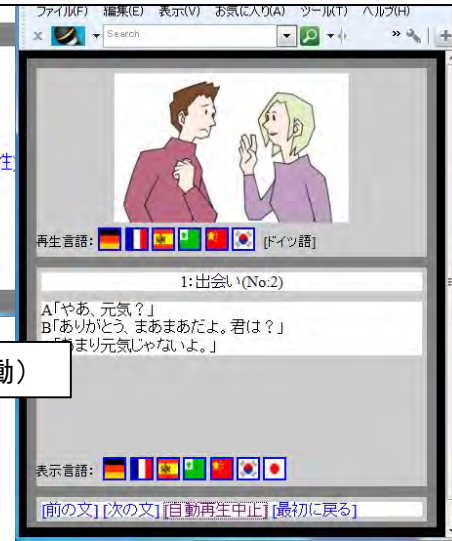 ファイル(F) 編集(E) 表示(V) お気に入り(A) ツール(T) ヘルプ(H)
x Search »
性)
再生言語: [ドイツ語]
1:出会い(No:2)
A「やあ、元気？」
B「ありがとう、まあまあだよ。君は？」
あまり元気じゃないよ。」
動）
表示言語:
[前の文] [次の文] [自動再生中止] [最初に戻る]